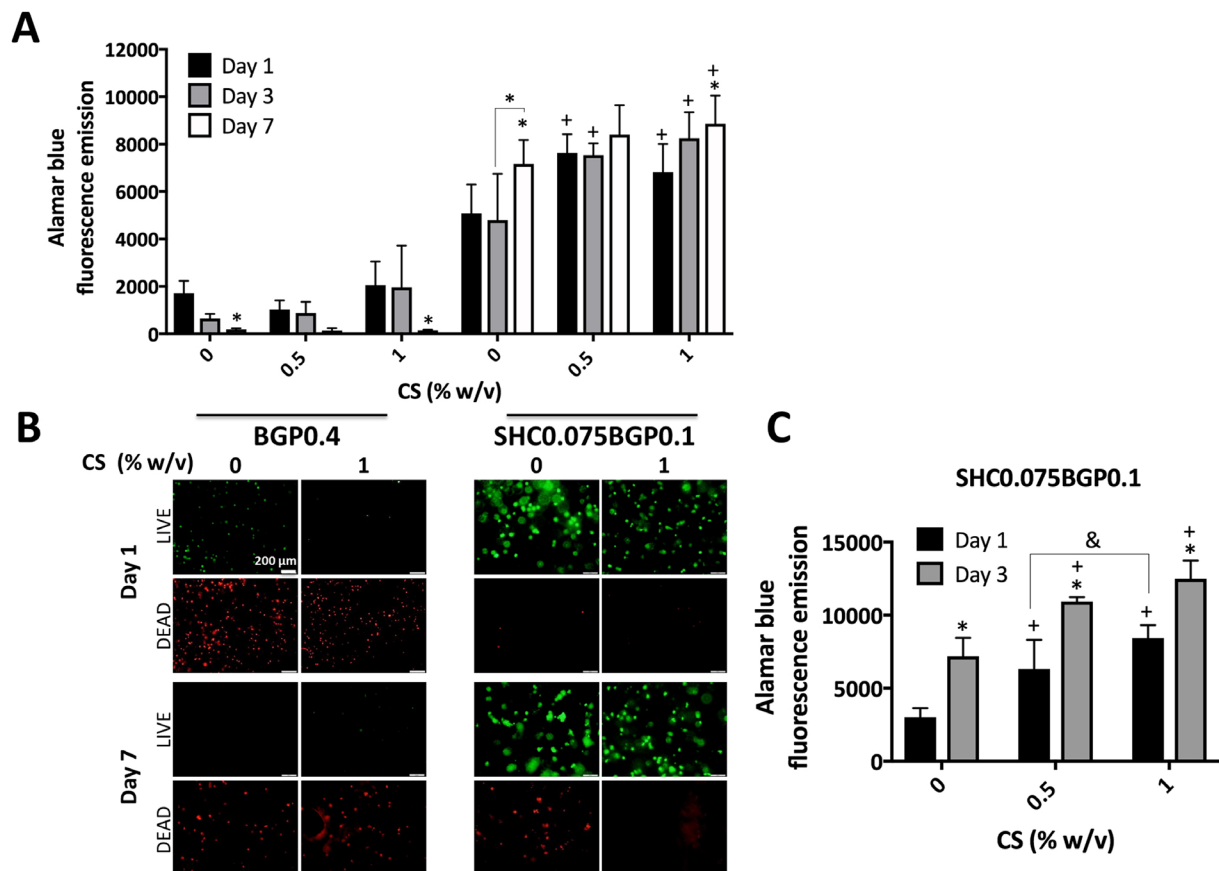 A
Alamar blue
fluorescence emission
12000
10000
8000
6000
4000
2000
0
Day 1
Day 3
Day 7
*
*
*
*
*
+
+
+
+
+
*
0
0.5
1
0
0.5
1
CS (% w/v)
B
BGP0.4
SHC0.075BGP0.1
CS (% w/v)
0
1
0
1
Day 1
LIVE
200 µm
DEAD
Day 7
LIVE
DEAD
C
SHC0.075BGP0.1
Alamar blue
fluorescence emission
15000
10000
5000
0
Day 1
Day 3
&
*
+
+
*
+
+
*
0
0.5
1
CS (% w/v)